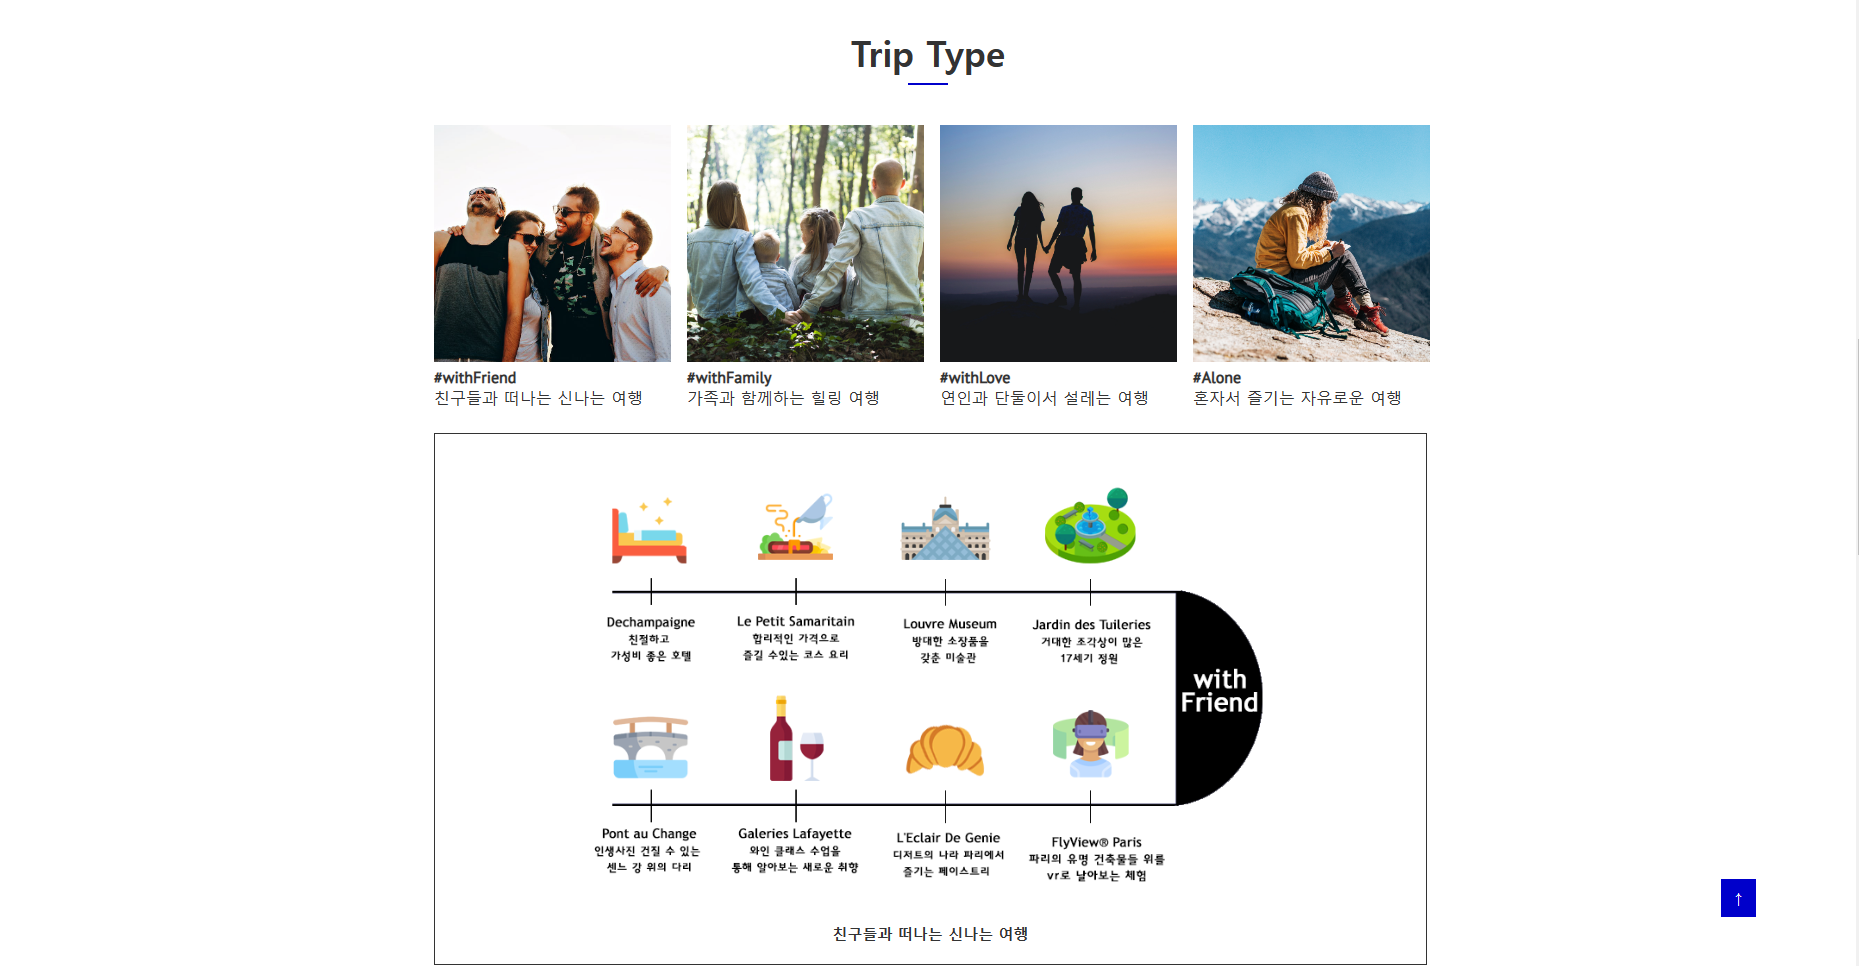 Trip Type
#withFriend
친구들과 떠나는 신나는 여행
#withFamily
가족과 함께하는 힐링 여행
#withLove
연인과 단둘이서 설레는 여행
#Alone
혼자서 즐기는 자유로운 여행
Dechampaigne
친절하고
가성비 좋은 호텔
Le Petit Samaritain
합리적인 가격으로
즐길 수있는 코스 요리
Louvre Museum
방대한 소장품을
갖춘 미술관
Jardin des Tuileries
거대한 조각상이 많은
17세기 정원
with
Friend
Pont au Change
인생사진 건질 수 있는
센느 강 위의 다리
Galeries Lafayette
와인 클래스 수업을
통해 알아보는 새로운 취향
L'Eclair De Genie
디저트의 나라 파리에서
즐기는 페이스트리
FlyView® Paris
파리의 유명 건축물들 위를
vr로 날아보는 체험
친구들과 떠나는 신나는 여행
↑